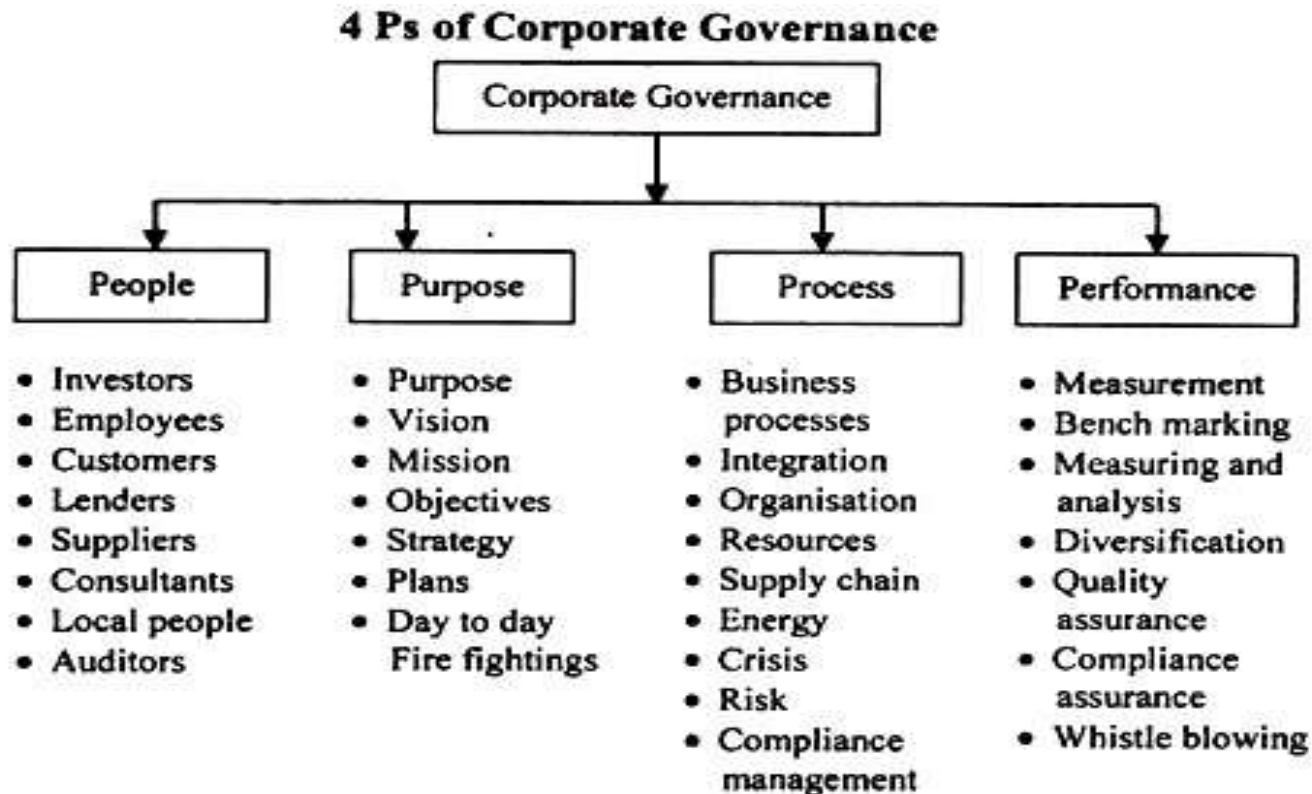 4 Ps of Corporate Governance
Corporate Governance
People
Purpose
Process
Performance
• Investors
• Employees
• Customers
• Lenders
• Suppliers
• Consultants
• Local people
• Auditors
• Purpose
• Vision
• Mission
• Objectives
• Strategy
• Plans
• Day to day
Fire fightings
• Business
processes
• Integration
• Organisation
• Resources
• Supply chain
• Energy
• Crisis
• Risk
• Compliance
management
• Measurement
• Bench marking
• Measuring and
analysis
• Diversification
• Quality
assurance
• Compliance
assurance
• Whistle blowing